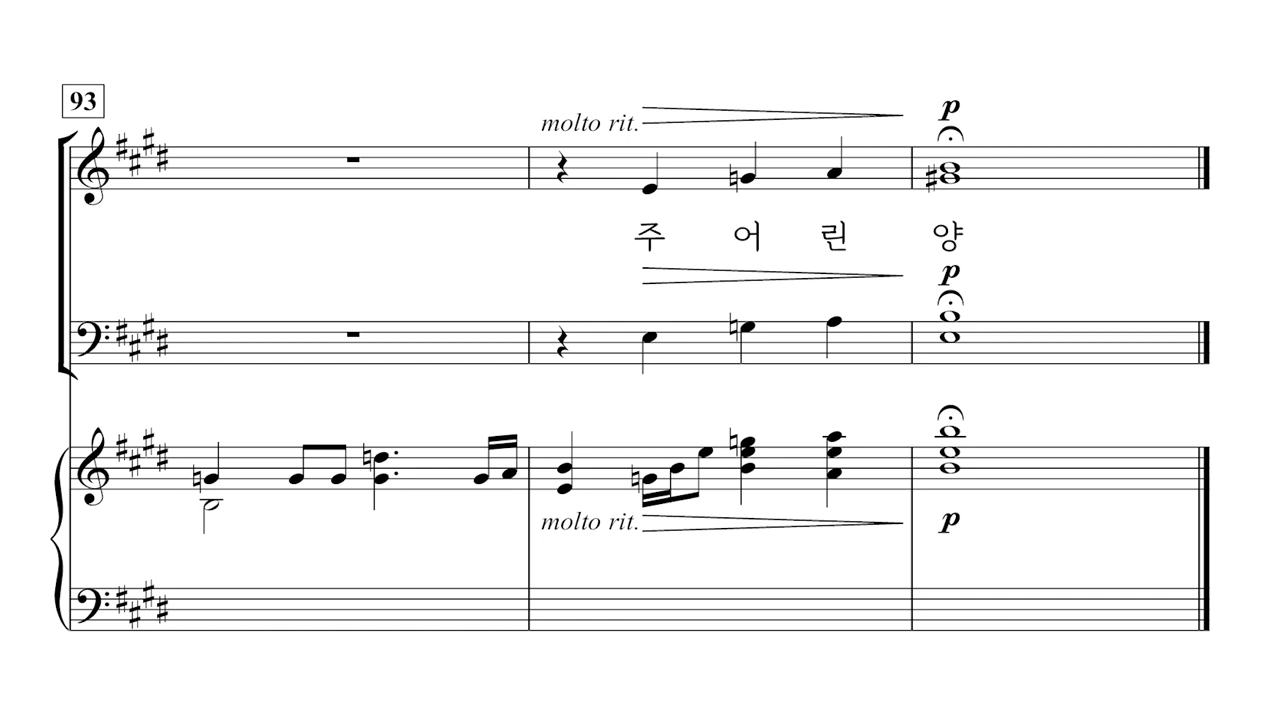 93
molto rit.
p
주 어 린 양
p
molto rit.
p